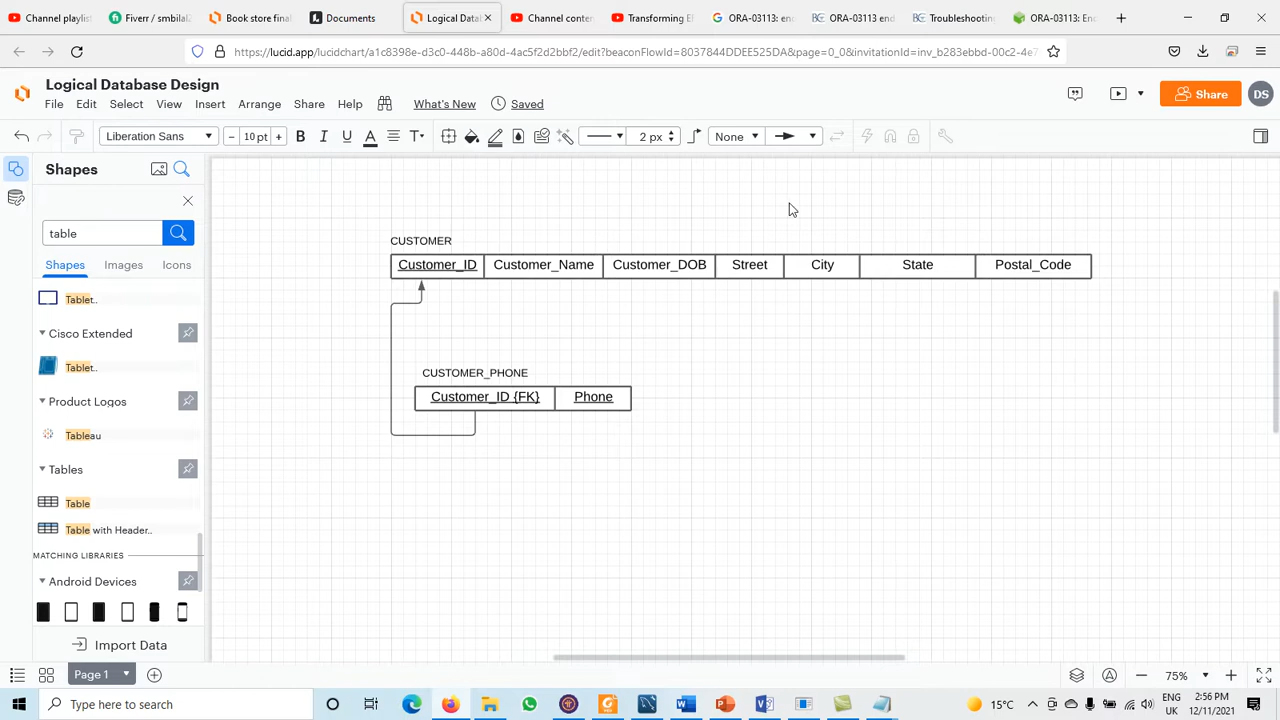 Channel playlist
Fiverr / smbilal2
Book store final
Documents
Logical Datab
Channel conten
Transforming E
ORA-03113: en
ORA-03113 end
Troubleshooting
ORA-03113: En
https://lucid.app/lucidchart/a1c8398e-d3c0-448b-a80d-4ac5f2d2bbf2/edit?beaconFlowId=8037844DDEE525DA&page=0_0&invitationId=inv_b283ebbd-00c2-4e7
Logical Database Design
File Edit Select View Insert Arrange Share Help What's New Saved
Share
DS
Liberation Sans
10 pt
B I U A T
2 px
None
Shapes
table
Shapes Images Icons
Tablet..
Cisco Extended
Tablet..
Product Logos
Tableau
Tables
Table
Table with Header..
MATCHING LIBRARIES
Android Devices
Import Data
CUSTOMER
Customer_ID Customer_Name Customer_DOB Street City State Postal_Code
CUSTOMER_PHONE
Customer_ID {FK} Phone
Page 1
75%
Type here to search
15°C
ENG
UK
2:56 PM
12/11/2021